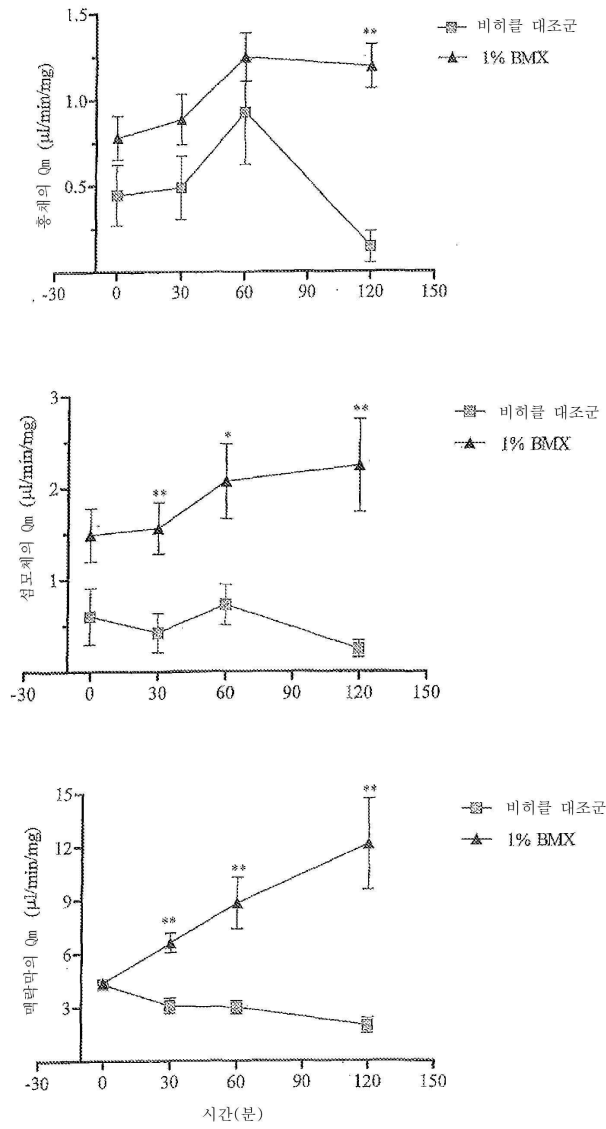 홍채의 Qm (μl/min/mg)
1.5
1.0
0.5
-30 0 30 60 90 120 150
**
비히클 대조군
1% BMX
섬모체의 Qm (μl/min/mg)
3
2
1
-30 0 30 60 90 120 150
** * **
비히클 대조군
1% BMX
맥락막의 Qm (μl/min/mg)
15
12
9
6
3
-30 0 30 60 90 120 150
** ** **
비히클 대조군
1% BMX
시간(분)